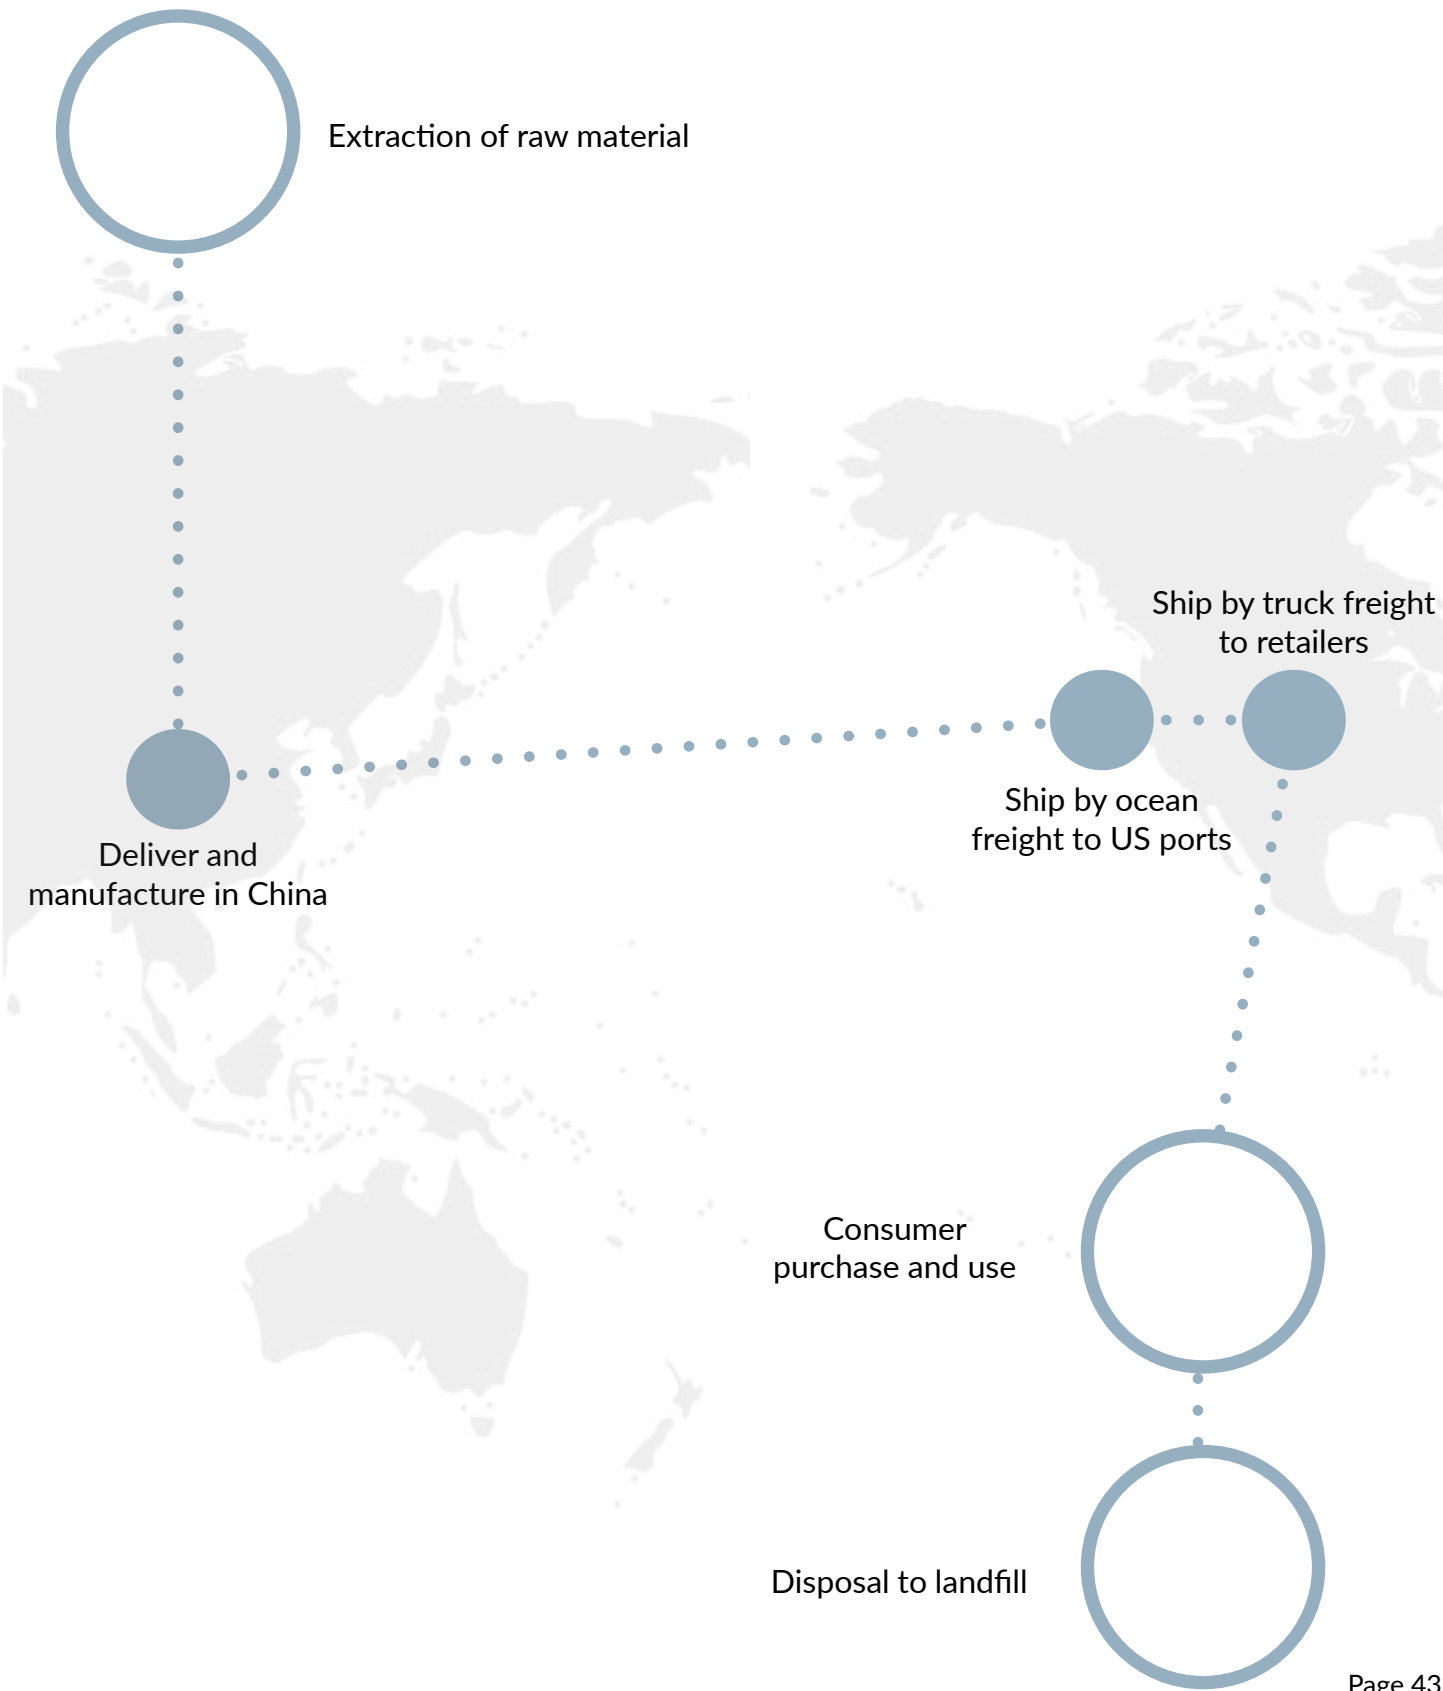 Extraction of raw material
Ship by truck freight
to retailers
Ship by ocean
freight to US ports
Deliver and
manufacture in China
Consumer
purchase and use
Disposal to landfill
Page 43